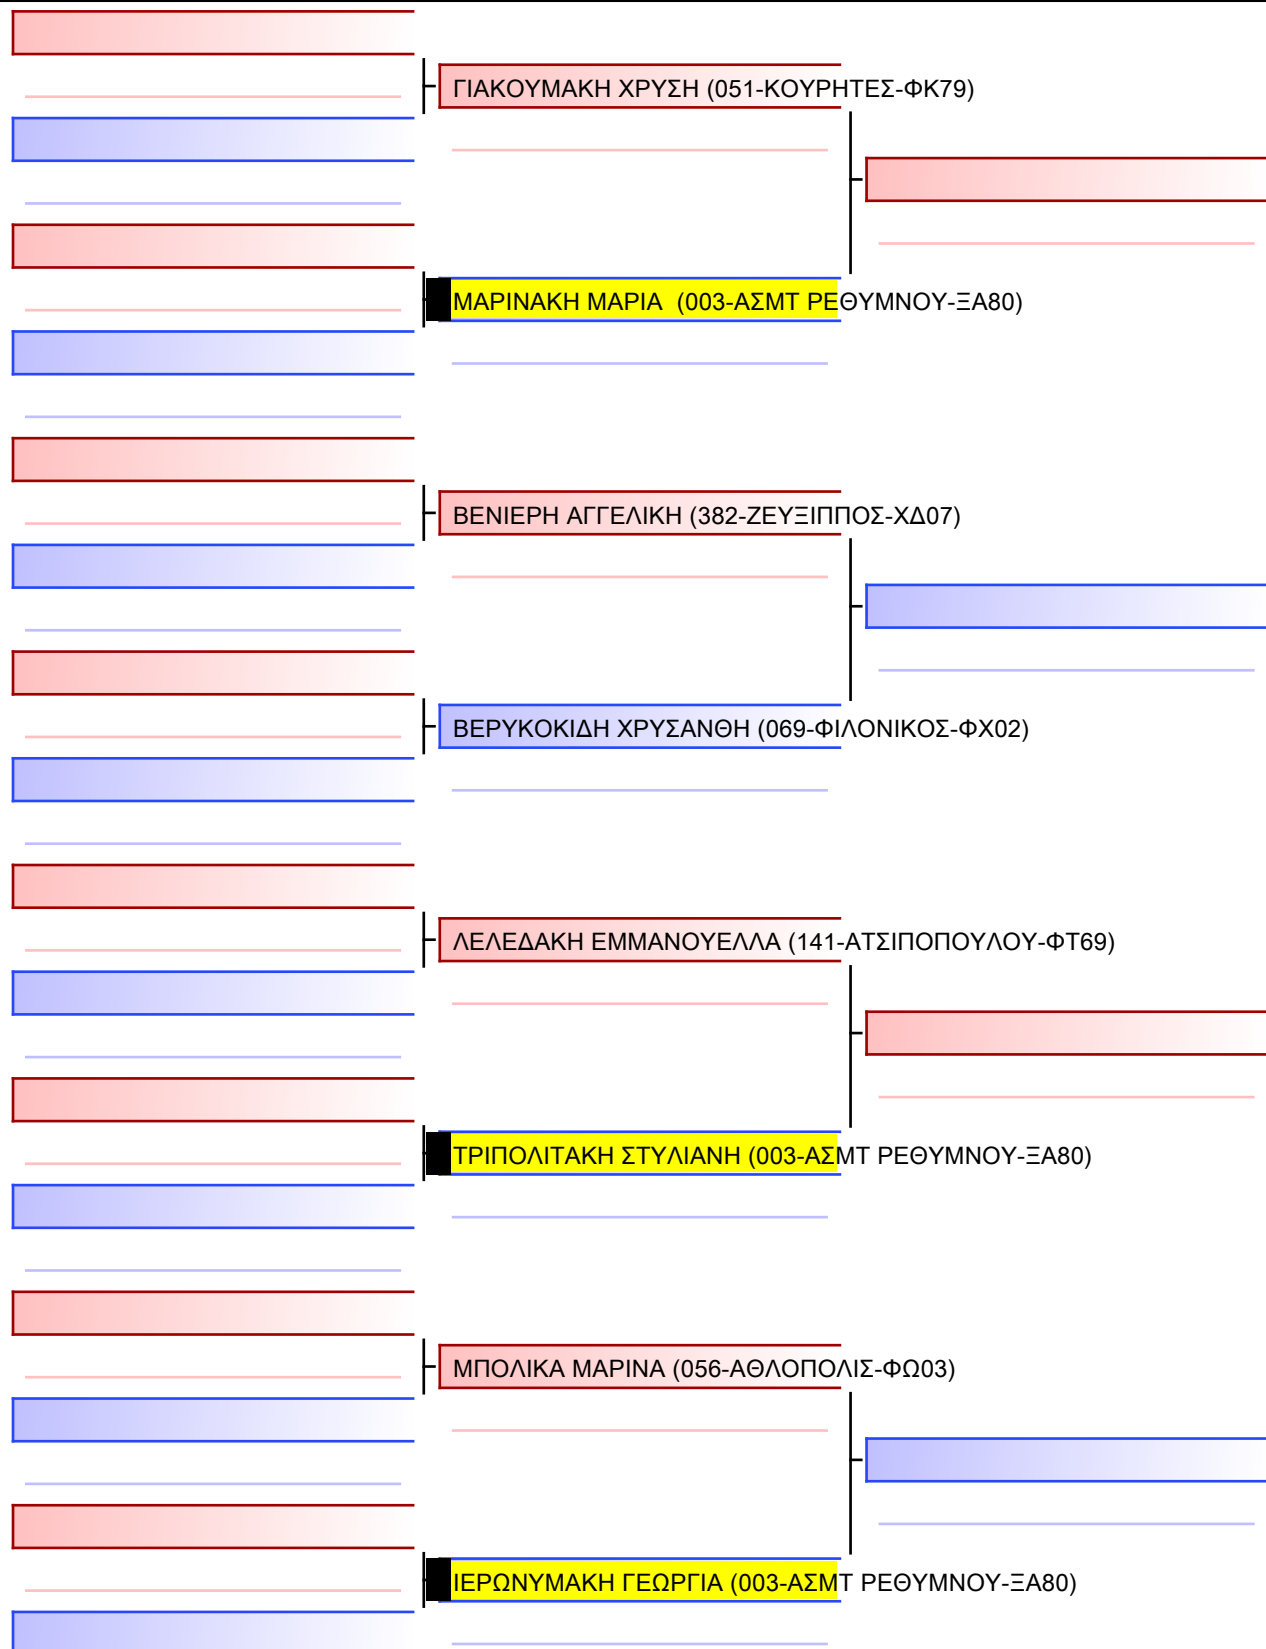 ΓΙΑΚΟΥΜΑΚΗ ΧΡΥΣΗ (051-ΚΟΥΡΗΤΕΣ-ΦΚ79)
ΜΑΡΙΝΑΚΗ ΜΑΡΙΑ (003-ΑΣΜΤ ΡΕΘΥΜΝΟΥ-ΞΑ80)
ΒΕΝΙΕΡΗ ΑΓΓΕΛΙΚΗ (382-ΖΕΥΞΙΠΠΟΣ-ΧΔ07)
ΒΕΡΥΚΟΚΙΔΗ ΧΡΥΣΑΝΘΗ (069-ΦΙΛΟΝΙΚΟΣ-ΦΧ02)
ΛΕΛΕΔΑΚΗ ΕΜΜΑΝΟΥΕΛΛΑ (141-ΑΤΣΙΠΟΠΟΥΛΟΥ-ΦΤ69)
ΤΡΙΠΟΛΙΤΑΚΗ ΣΤΥΛΙΑΝΗ (003-ΑΣΜΤ ΡΕΘΥΜΝΟΥ-ΞΑ80)
ΜΠΟΛΙΚΑ ΜΑΡΙΝΑ (056-ΑΘΛΟΠΟΛΙΣ-ΦΩ03)
ΙΕΡΩΝΥΜΑΚΗ ΓΕΩΡΓΙΑ (003-ΑΣΜΤ ΡΕΘΥΜΝΟΥ-ΞΑ80)